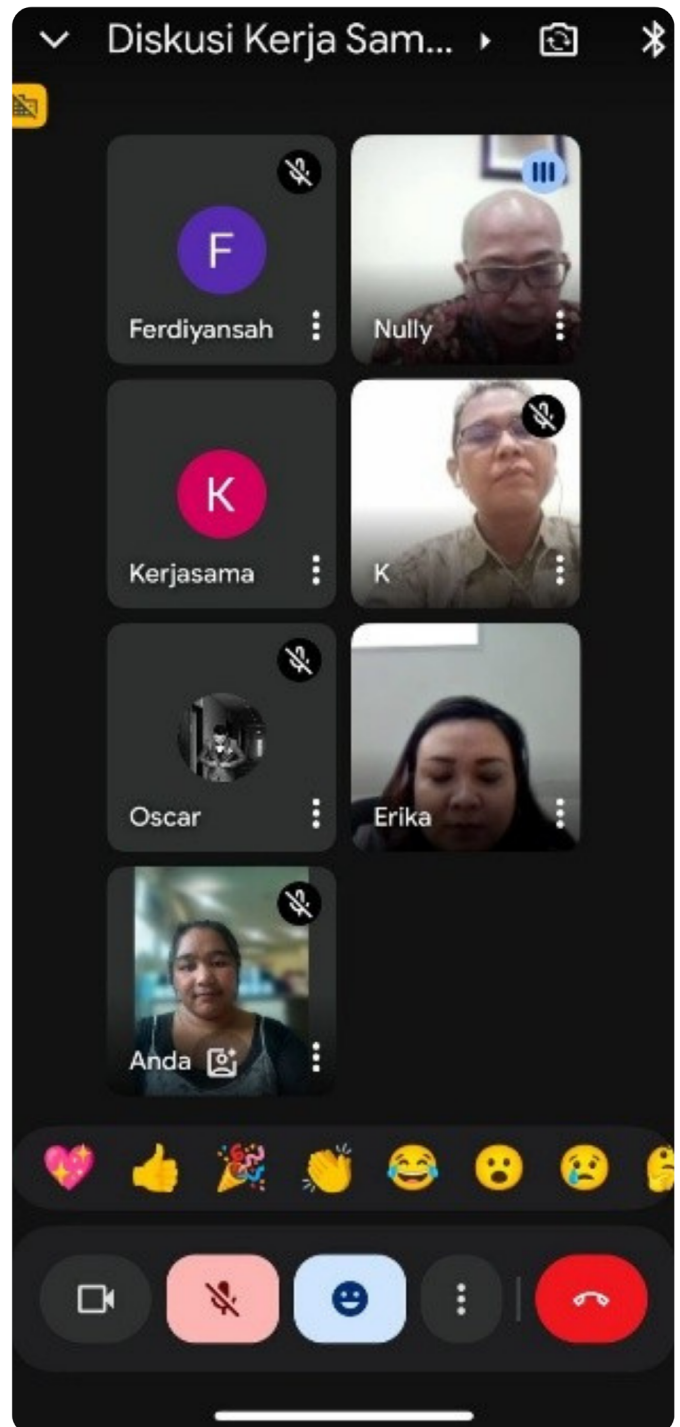 Diskusi Kerja Sam...
F
Ferdiyansah
Nully
K
Kerjasama
K
Oscar
Erika
Anda